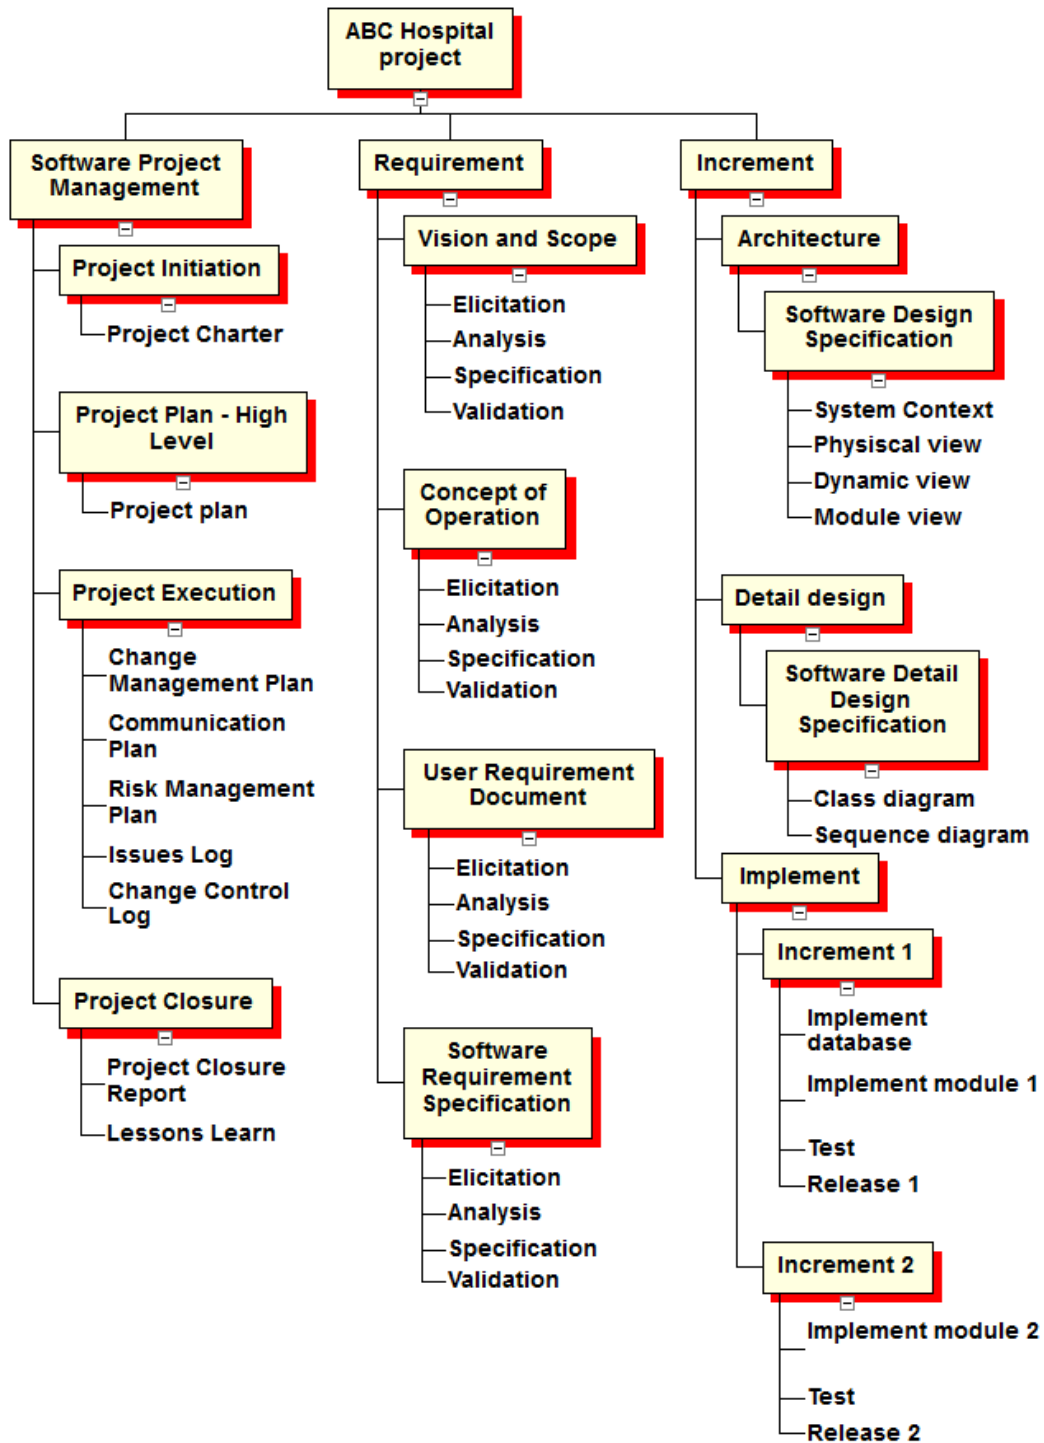 ABC Hospital
project
Software Project
Management
Project Initiation
Project Charter
Project Plan - High
Level
Project plan
Project Execution
Change
Management Plan
Communication
Plan
Risk Management
Plan
Issues Log
Change Control
Log
Project Closure
Project Closure
Report
Lessons Learn
Requirement
Vision and Scope
Elicitation
Analysis
Specification
Validation
Concept of
Operation
Elicitation
Analysis
Specification
Validation
User Requirement
Document
Elicitation
Analysis
Specification
Validation
Software
Requirement
Specification
Elicitation
Analysis
Specification
Validation
Increment
Architecture
Software Design
Specification
System Context
Physiscal view
Dynamic view
Module view
Detail design
Software Detail
Design
Specification
Class diagram
Sequence diagram
Implement
Increment 1
Implement
database
Implement module 1
Test
Release 1
Increment 2
Implement module 2
Test
Release 2